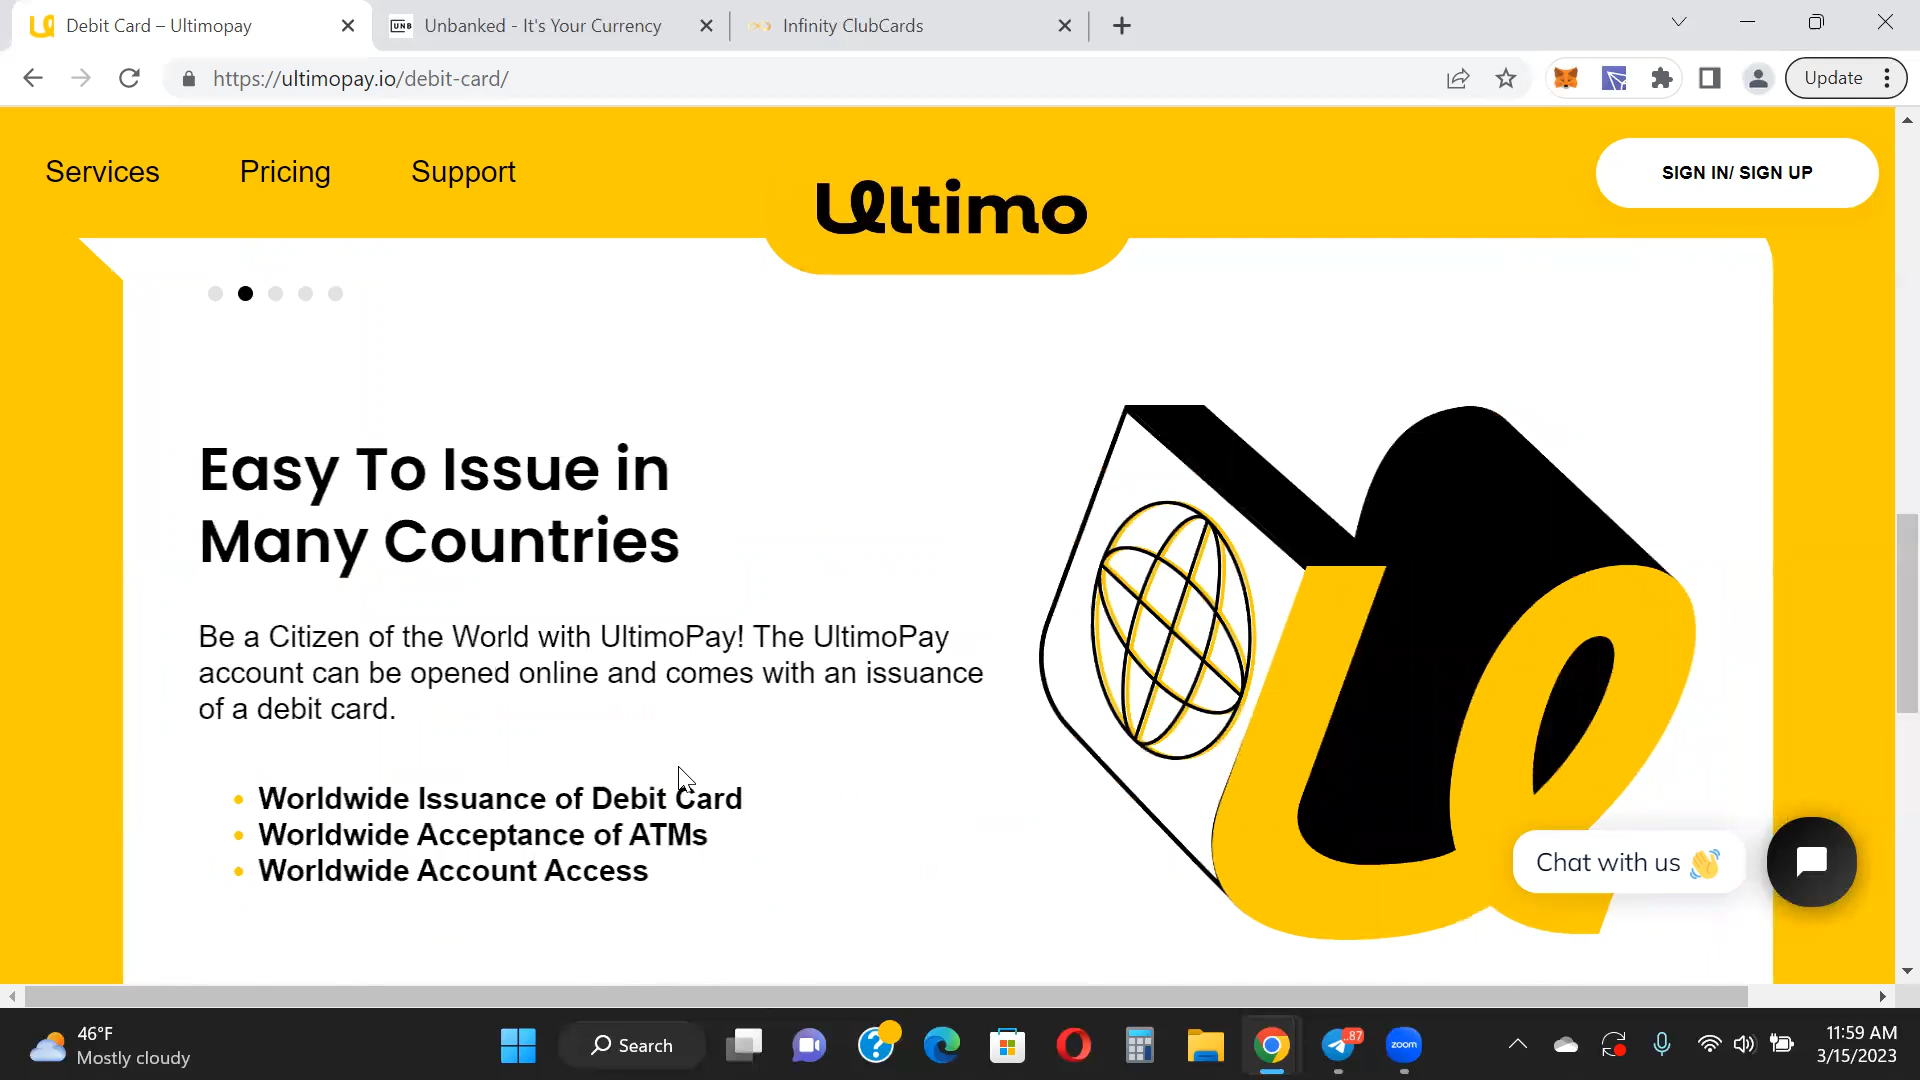 Debit Card – Ultimopay
UNB
Unbanked - It's Your Currency
Infinity ClubCards
https://ultimopay.io/debit-card/
Update
Services
Pricing
Support
Ultimo
SIGN IN/ SIGN UP
Easy To Issue in
Many Countries
Be a Citizen of the World with UltimoPay! The UltimoPay
account can be opened online and comes with an issuance
of a debit card.
Worldwide Issuance of Debit Card
Worldwide Acceptance of ATMs
Worldwide Account Access
Chat with us 👋
46°F
Mostly cloudy
Search
..87
zoom
11:59 AM
3/15/2023